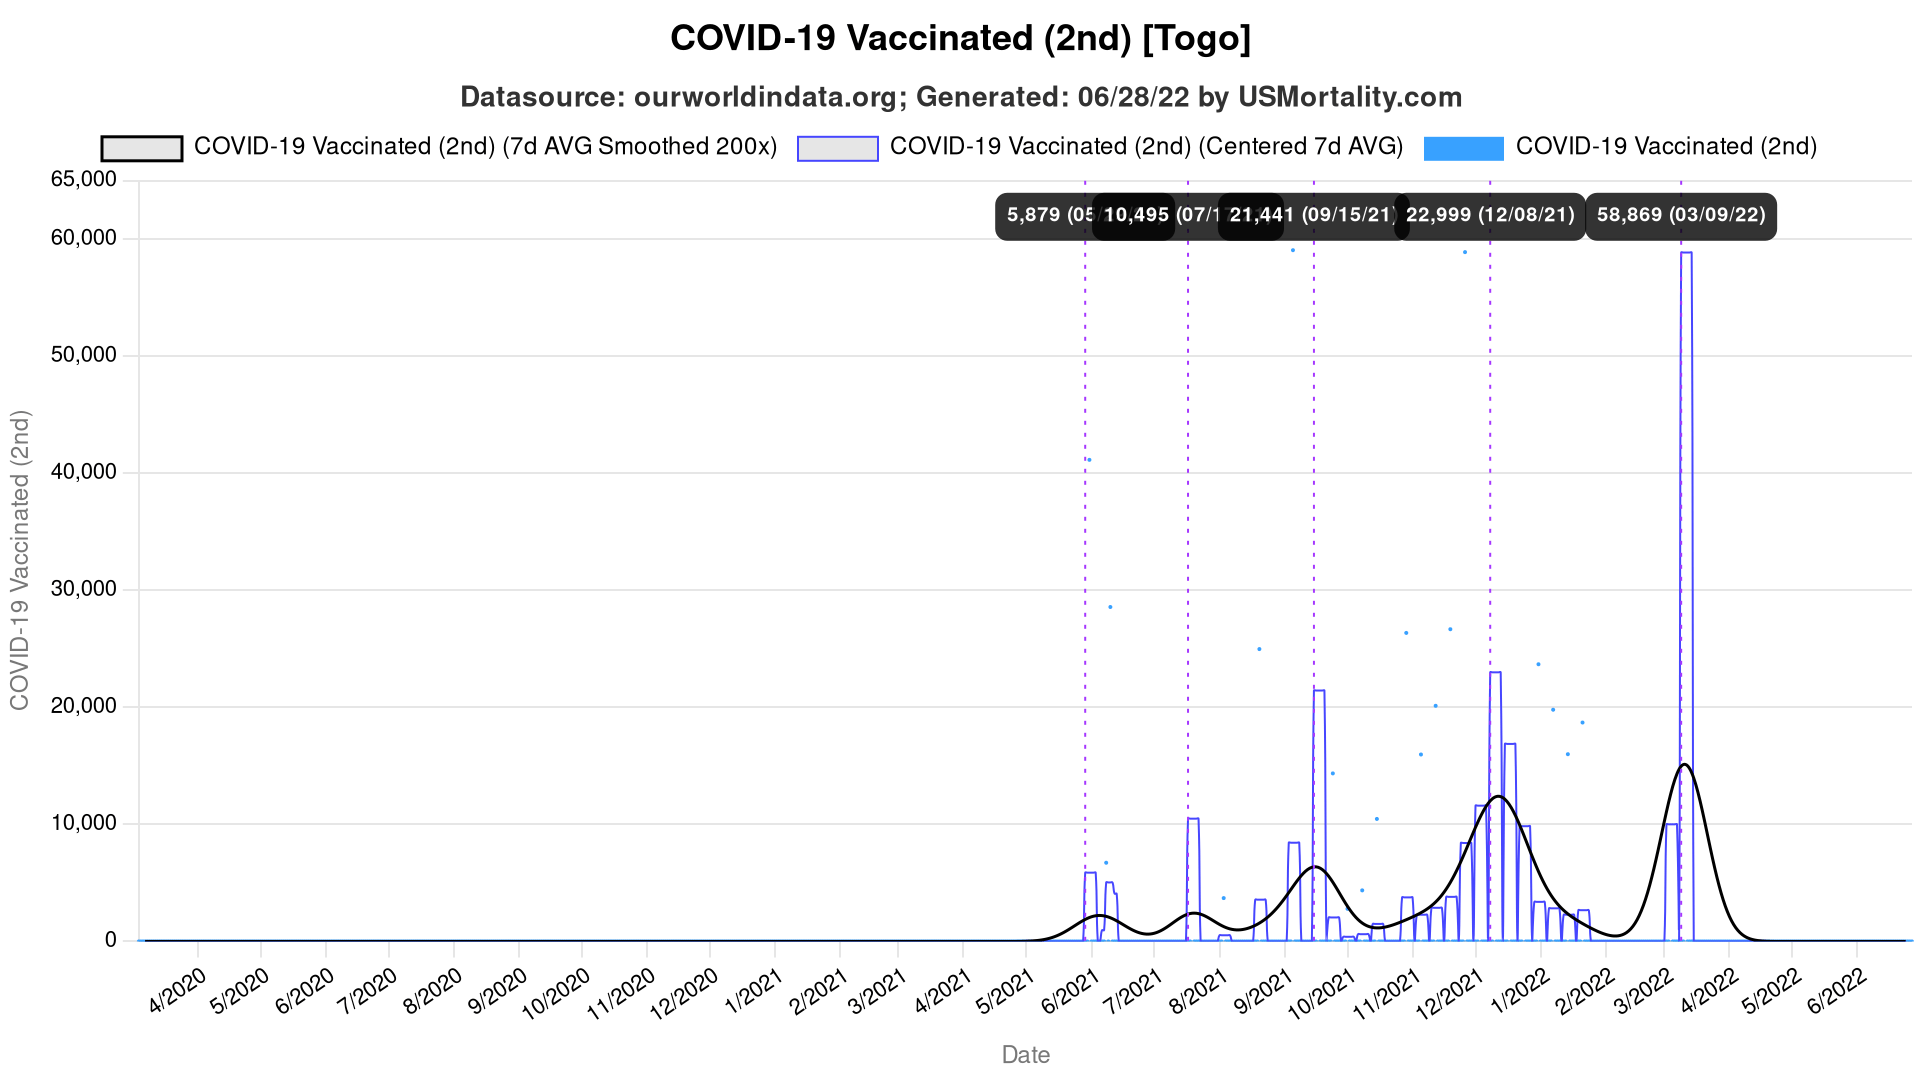 COVID-19 Vaccinated (2nd) [Togo]
Datasource: ourworldindata.org; Generated: 06/28/22 by USMortality.com
COVID-19 Vaccinated (2nd) (7d AVG Smoothed 200x) COVID-19 Vaccinated (2nd) (Centered 7d AVG) COVID-19 Vaccinated (2nd)
5,879 (05/ 10,495 (07/1 21,441 (09/15/21) 22,999 (12/08/21) 58,869 (03/09/22)
65,000
60,000
50,000
40,000
30,000
20,000
10,000
0
COVID-19 Vaccinated (2nd)
4/2020 5/2020 6/2020 7/2020 8/2020 9/2020 10/2020 11/2020 12/2020 1/2021 2/2021 3/2021 4/2021 5/2021 6/2021 7/2021 8/2021 9/2021 10/2021 11/2021 12/2021 1/2022 2/2022 3/2022 4/2022 5/2022 6/2022
Date